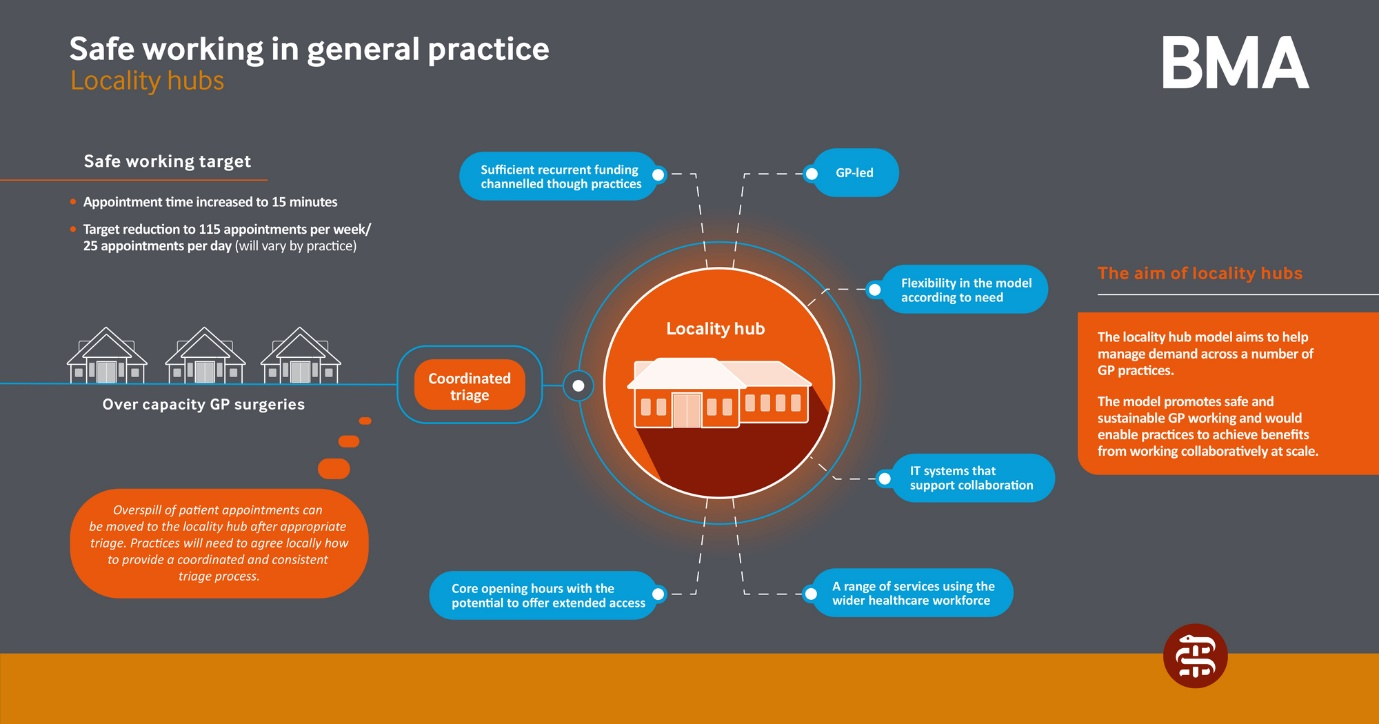 Safe working in general practice
Locality hubs
BMA
Safe working target
• Appointment time increased to 15 minutes
• Target reduction to 115 appointments per week/
25 appointments per day (will vary by practice)
Over capacity GP surgeries
Overspill of patient appointments can
be moved to the locality hub after appropriate
triage. Practices will need to agree locally how
to provide a coordinated and consistent
triage process.
Coordinated
triage
Locality hub
Sufficient recurrent funding
channelled though practices
GP-led
Flexibility in the model
according to need
IT systems that
support collaboration
A range of services using the
wider healthcare workforce
Core opening hours with the
potential to offer extended access
The aim of locality hubs
The locality hub model aims to help
manage demand across a number of
GP practices.
The model promotes safe and
sustainable GP working and would
enable practices to achieve benefits
from working collaboratively at scale.